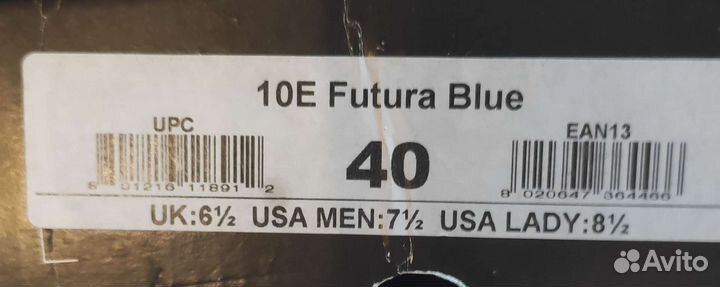 10E Futura Blue
UPC
EAN13
40
8 01216 11891 2
8 020647 364466
UK:6½ USA MEN:7½ USA LADY:8½
Avito